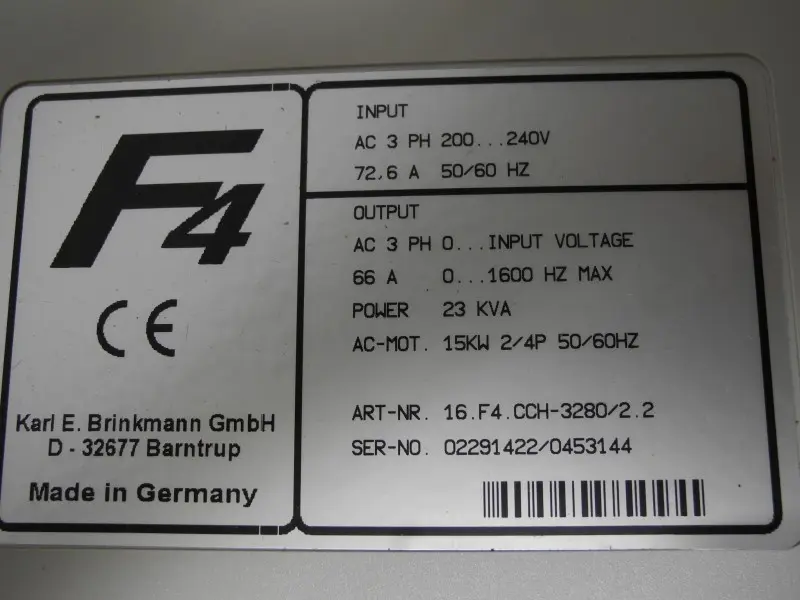 F4
CE
Karl E. Brinkmann GmbH
D - 32677 Barntrup
Made in Germany
INPUT
AC 3 PH 200...240V
72,6 A 50/60 HZ
OUTPUT
AC 3 PH 0...INPUT VOLTAGE
66 A 0...1600 HZ MAX
POWER 23 KVA
AC-MOT. 15KW 2/4P 50/60HZ
ART-NR. 16.F4.CCH-3280/2.2
SER-NO. 02291422/0453144